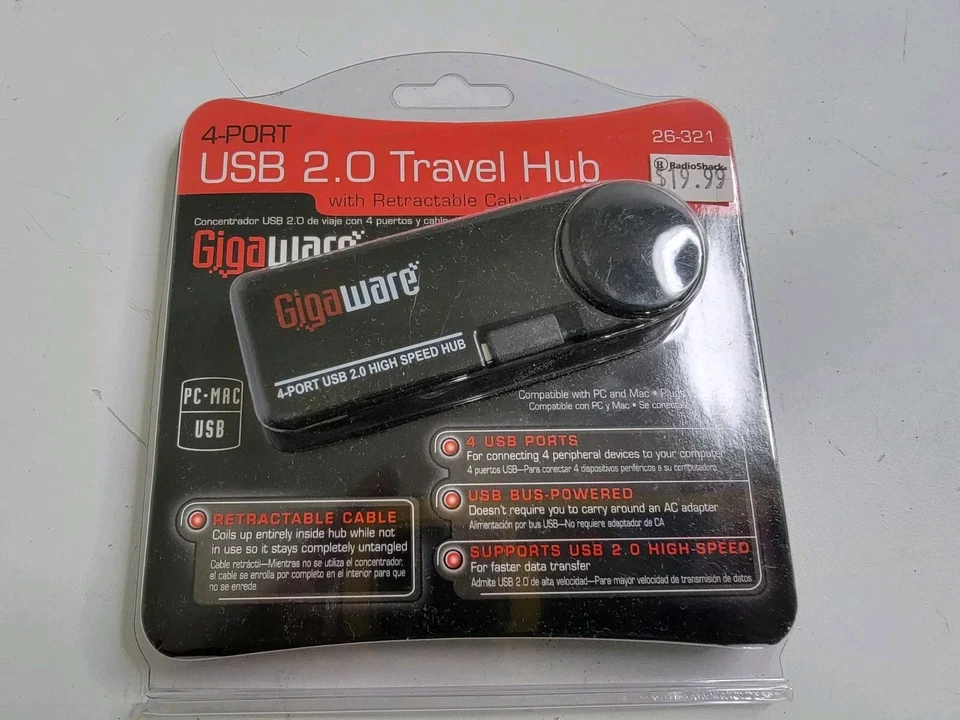 4-PORT
26-321
USB 2.0 Travel Hub
RadioShack
$19.99
with Retractable
Concentrador USB 2.0 de viaje con 4 puertos y cable
Gigaware
Gigaware
4-PORT USB 2.0 HIGH SPEED HUB
PC·MAC
USB
Compatible with PC and Mac •
Compatible con PC y Mac • Se
4 USB PORTS
For connecting 4 peripheral devices to your computer
4 puertos USB—Para conectar 4 dispositivos periféricos a su computadora
USB BUS-POWERED
Doesn't require you to carry around an AC adapter
Alimentación por bus USB—No requiere adaptador de CA
SUPPORTS USB 2.0 HIGH-SPEED
For faster data transfer
Admite USB 2.0 de alta velocidad—Para mayor velocidad de transmisión de datos
RETRACTABLE CABLE
Coils up entirely inside hub while not
in use so it stays completely untangled
Cable retráctil—Mientras no se utiliza el concentrador,
el cable se enrolla por completo en el interior para que
no se enrede